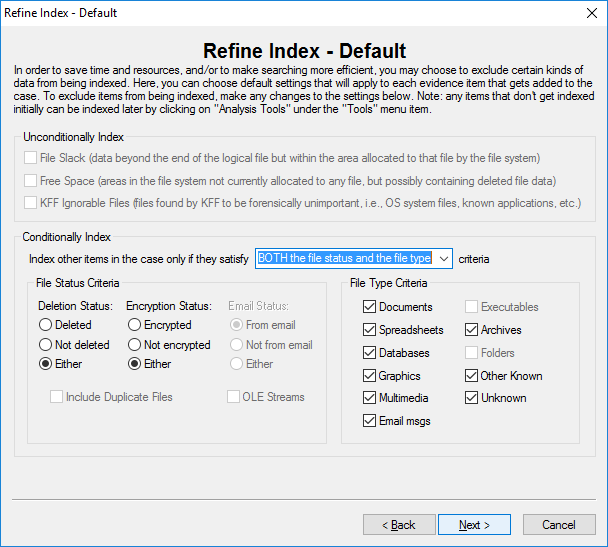 Refine Index - Default
Refine Index - Default
In order to save time and resources, and/or to make searching more efficient, you may choose to exclude certain kinds of
data from being indexed. Here, you can choose default settings that will apply to each evidence item that gets added to the
case. To exclude items from being indexed, make any changes to the settings below. Note: any items that don't get indexed
initially can be indexed later by clicking on "Analysis Tools" under the "Tools" menu item.
Unconditionally Index
File Slack (data beyond the end of the logical file but within the area allocated to that file by the file system)
Free Space (areas in the file system not currently allocated to any file, but possibly containing deleted file data)
KFF Ignorable Files (files found by KFF to be forensically unimportant, i.e., OS system files, known applications, etc.)
Conditionally Index
Index other items in the case only if they satisfy BOTH the file status and the file type criteria
File Status Criteria
Deletion Status: Encryption Status: Email Status:
Deleted Encrypted From email
Not deleted Not encrypted Not from email
Either Either Either
Include Duplicate Files OLE Streams
File Type Criteria
Documents Executables
Spreadsheets Archives
Databases Folders
Graphics Other Known
Multimedia Unknown
Email msgs
< Back Next > Cancel